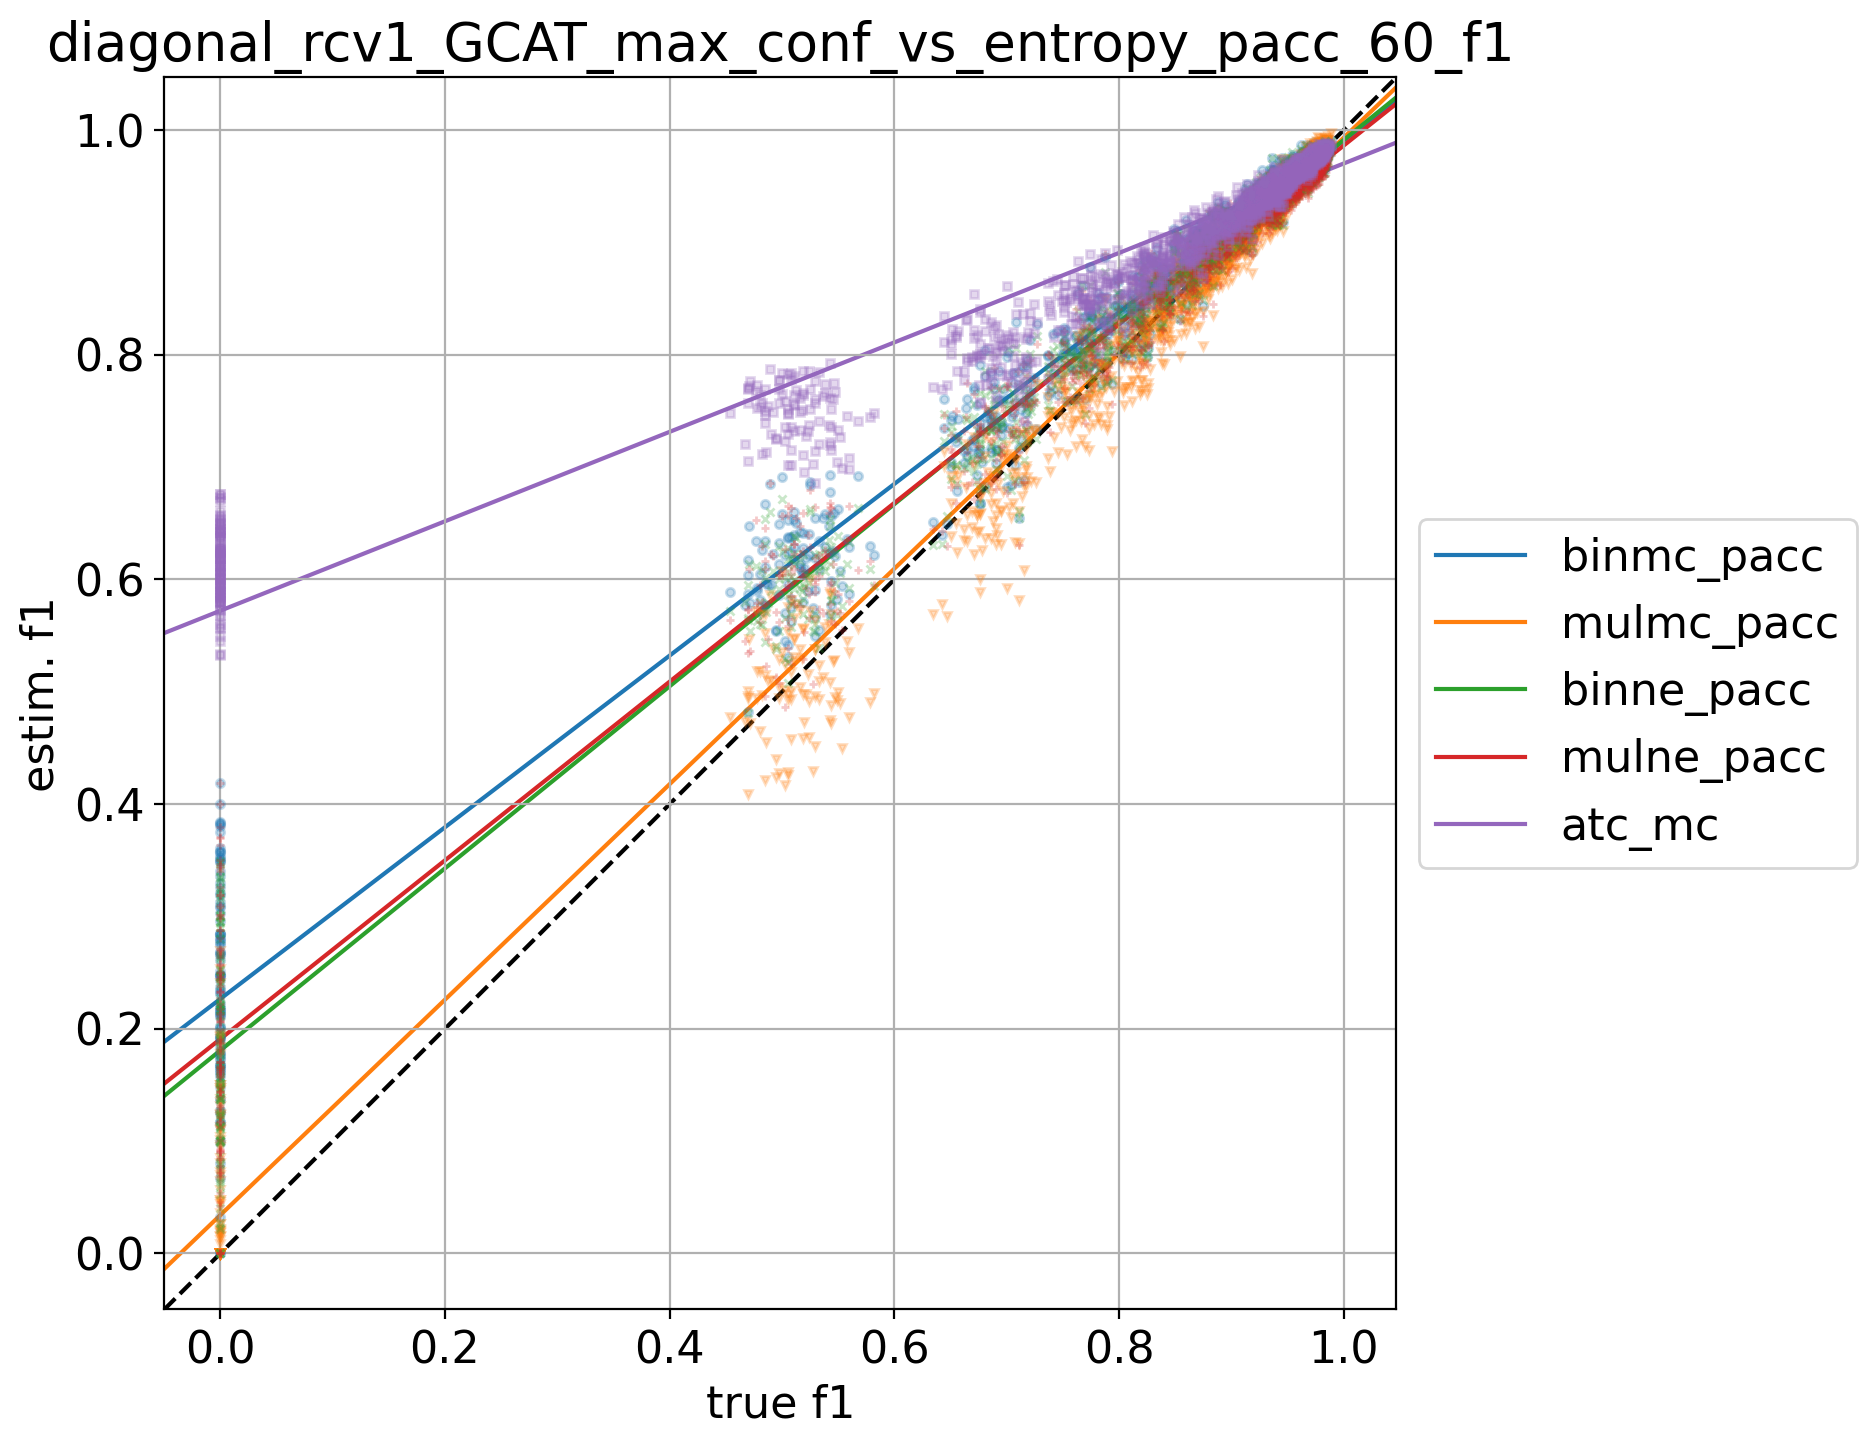 diagonal_rcv1_GCAT_max_conf_vs_entropy_pacc_60_f1
1.0
0.8
0.6
0.4
0.2
0.0
estim. f1
0.0 0.2 0.4 0.6 0.8 1.0
true f1
binmc_pacc
mulmc_pacc
binne_pacc
mulne_pacc
atc_mc